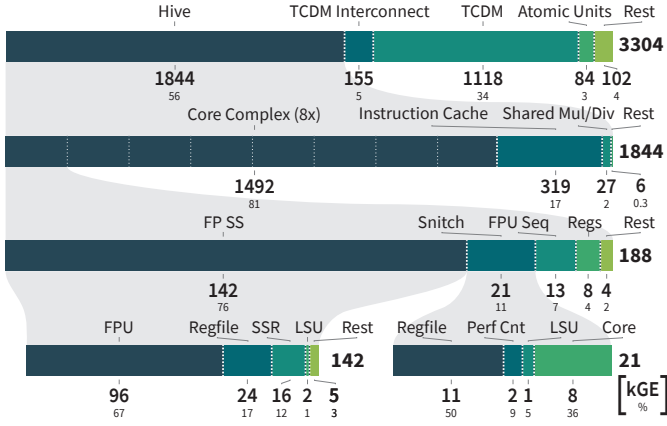 Hive TCDM Interconnect TCDM Atomic Units Rest
3304
1844 155 1118 84 102
56 5 34 3 4
Core Complex (8x) Instruction Cache Shared Mul/Div Rest
1844
1492 319 27 6
81 17 2 0.3
FP SS Snitch FPU Seq Regs Rest
188
142 21 13 8 4
76 11 7 4 2
FPU Regfile SSR LSU Rest Regfile Perf Cnt LSU Core
142 21
96 24 16 2 5 11 2 1 8 [kGE
67 17 12 1 3 50 9 5 36 %]